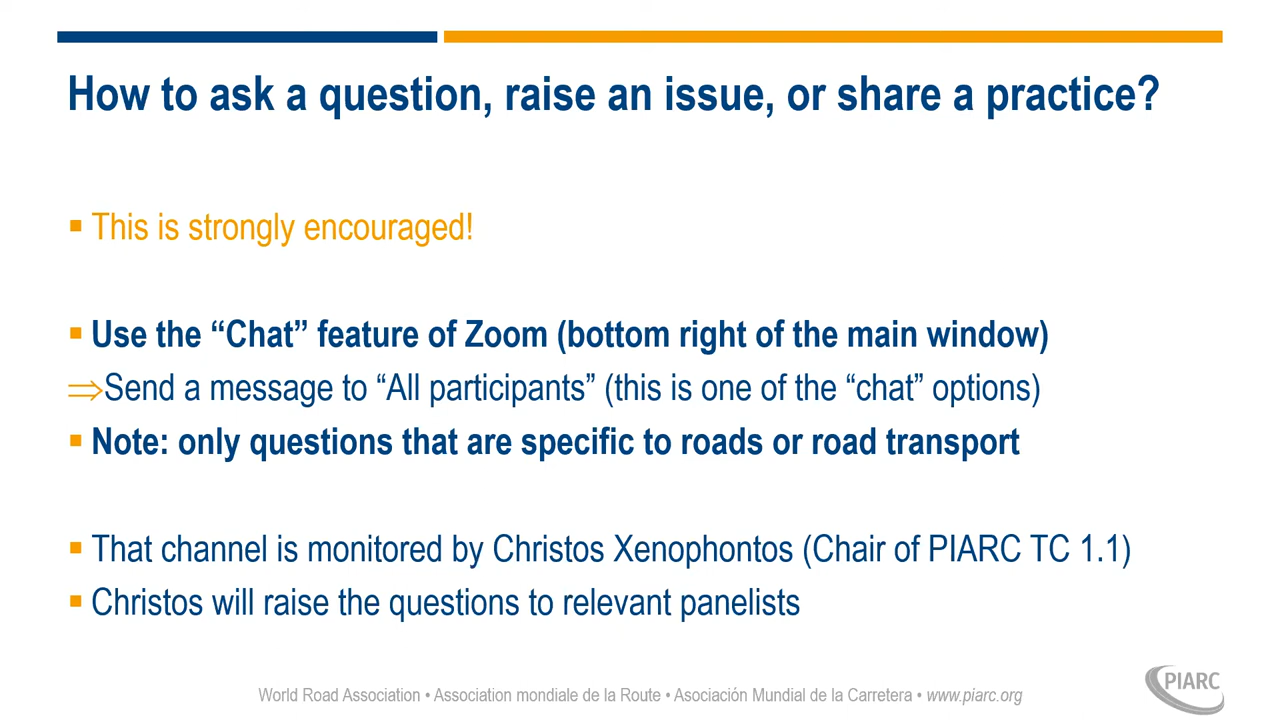 How to ask a question, raise an issue, or share a practice?
▪ This is strongly encouraged!
▪ Use the “Chat” feature of Zoom (bottom right of the main window)
⇒Send a message to “All participants” (this is one of the “chat” options)
▪ Note: only questions that are specific to roads or road transport
▪ That channel is monitored by Christos Xenophontos (Chair of PIARC TC 1.1)
▪ Christos will raise the questions to relevant panelists
World Road Association • Association mondiale de la Route • Asociación Mundial de la Carretera • www.piarc.org
PIARC